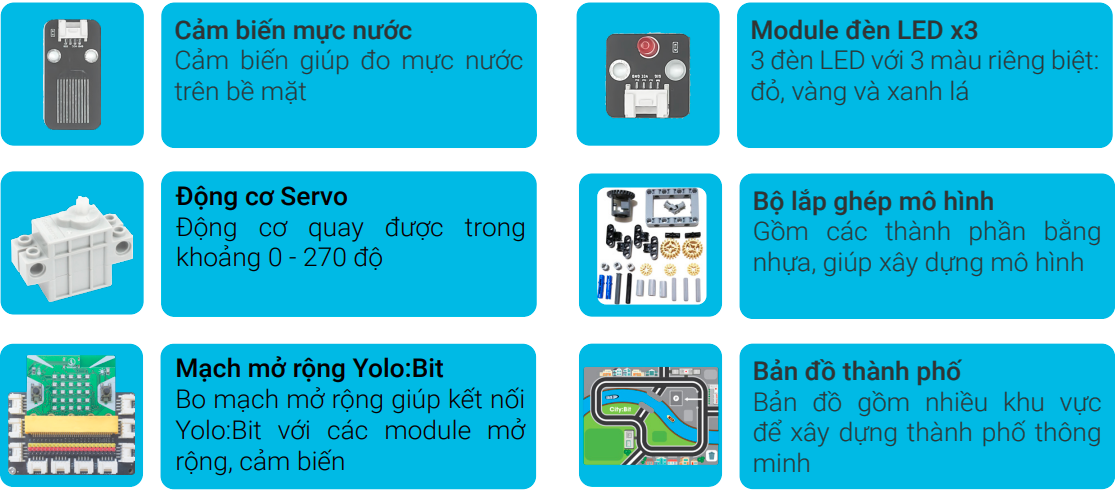 Cảm biến mực nước
Cảm biến giúp đo mực nước
trên bề mặt
Module đèn LED x3
3 đèn LED với 3 màu riêng biệt:
đỏ, vàng và xanh lá
Động cơ Servo
Động cơ quay được trong
khoảng 0 - 270 độ
Bộ lắp ghép mô hình
Gồm các thành phần bằng
nhựa, giúp xây dựng mô hình
Mạch mở rộng Yolo:Bit
Bo mạch mở rộng giúp kết nối
Yolo:Bit với các module mở
rộng, cảm biến
City:Bit
Bản đồ thành phố
Bản đồ gồm nhiều khu vực
để xây dựng thành phố thông
minh